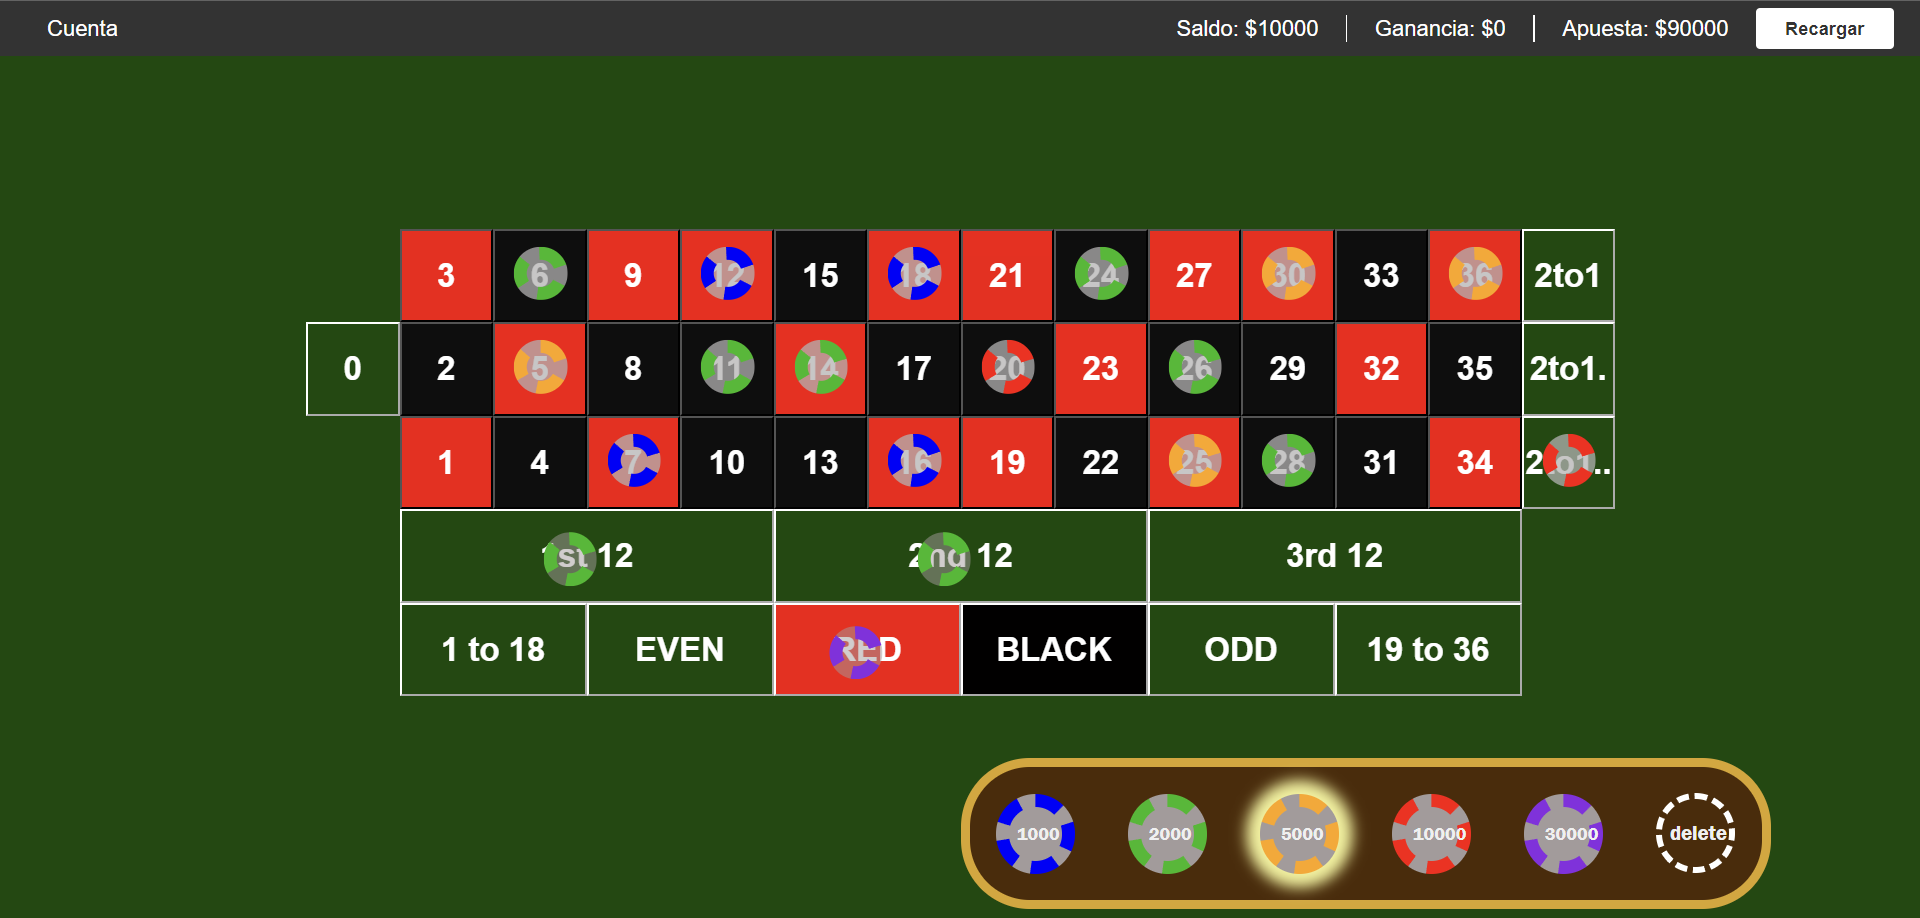 Cuenta
Saldo: $10000
Ganancia: $0
Apuesta: $90000
Recargar
3 6 9 12 15 18 21 24 27 30 33 36 2to1
0 2 5 8 11 14 17 20 23 26 29 32 35 2to1.
1 4 7 10 13 16 19 22 25 28 31 34 2to1..
1st 12 2nd 12 3rd 12
1 to 18 EVEN RED BLACK ODD 19 to 36
1000 2000 5000 10000 30000 delete